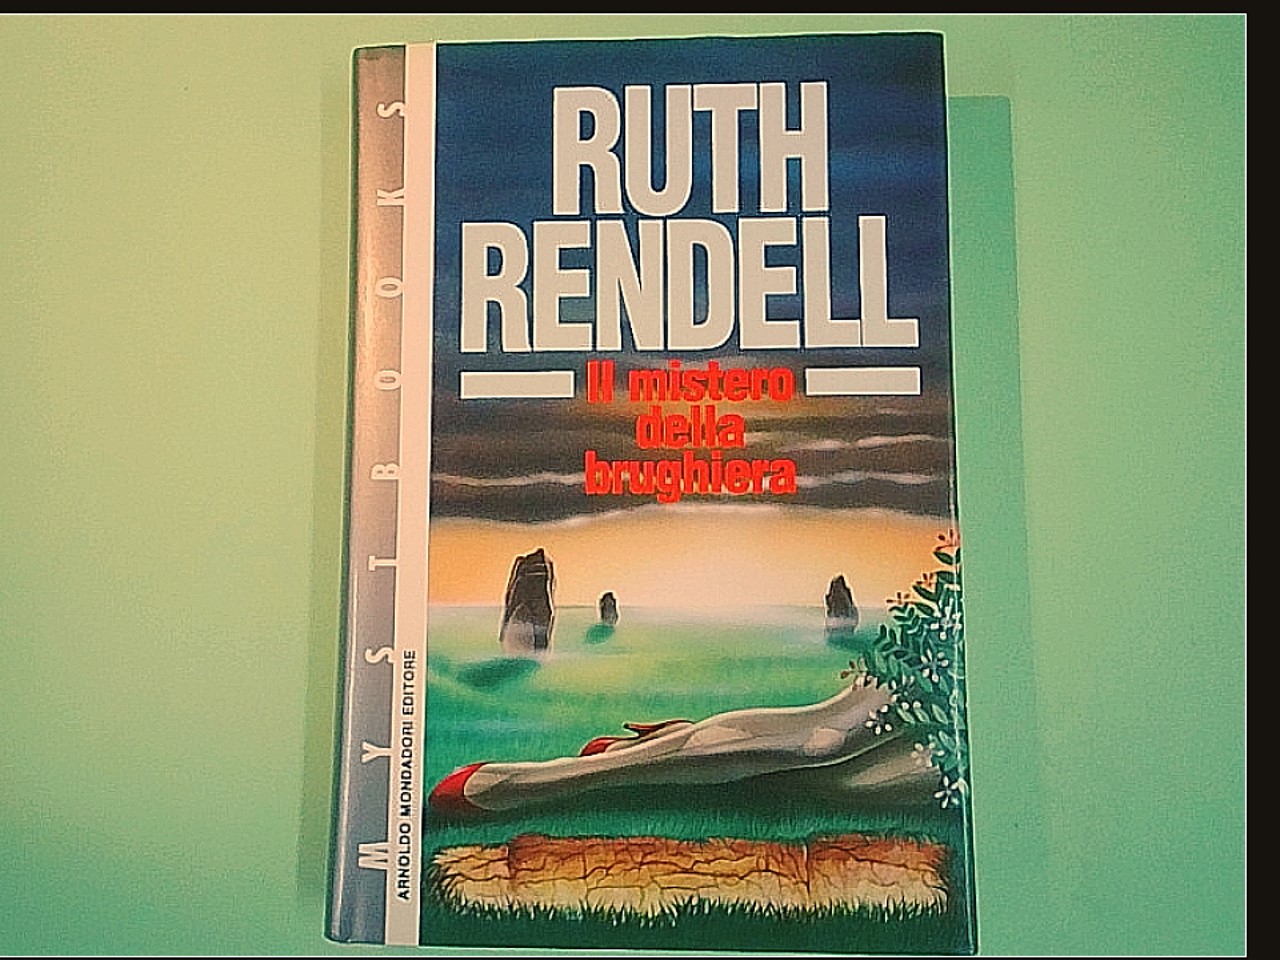 RUTH
RENDELL
Il mistero
della
brughiera
MYSTBOOKS
ARNOLDO MONDADORI EDITORE